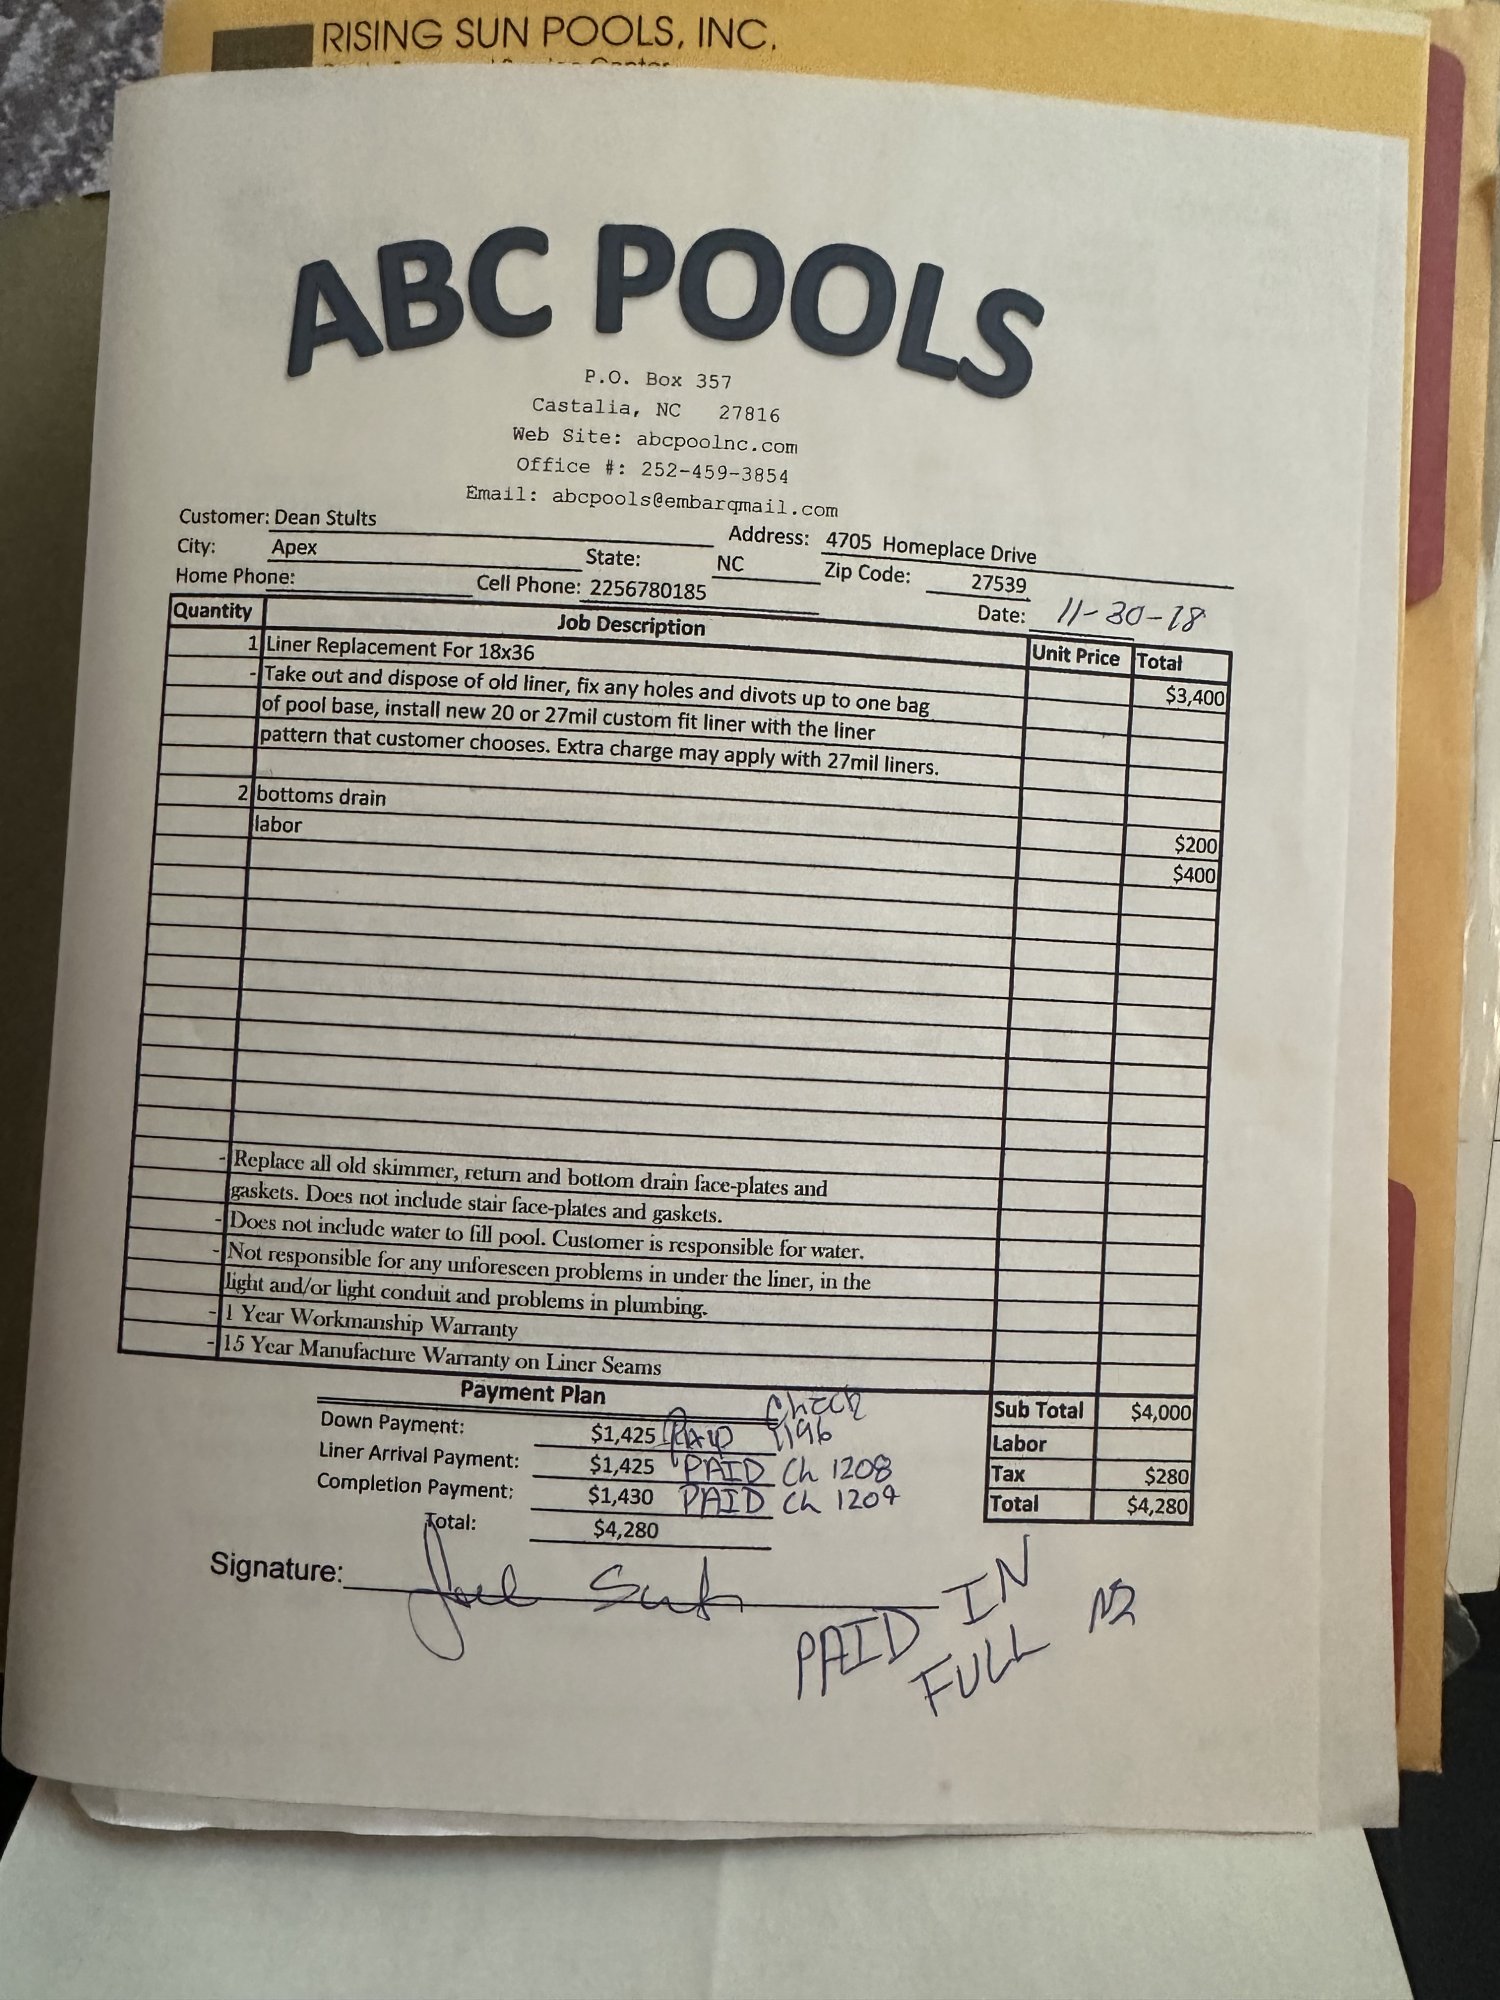 RISING SUN POOLS, INC.
ABC POOLS
P.O. Box 357
Castalia, NC 27816
Web Site: abcpoolnc.com
Office #: 252-459-3854
Email: abcpools@embarqmail.com
Customer: Dean Stults Address: 4705 Homeplace Drive
City: Apex State: NC Zip Code: 27539
Home Phone: Cell Phone: 2256780185 Date: 11-30-18
Quantity Job Description Unit Price Total
1 Liner Replacement For 18x36 $3,400
- Take out and dispose of old liner, fix any holes and divots up to one bag
of pool base, install new 20 or 27mil custom fit liner with the liner
pattern that customer chooses. Extra charge may apply with 27mil liners.
2 bottoms drain $200
labor $400
- Replace all old skimmer, return and bottom drain face-plates and
gaskets. Does not include stair face-plates and gaskets.
- Does not include water to fill pool. Customer is responsible for water.
- Not responsible for any unforeseen problems in under the liner, in the
light and/or light conduit and problems in plumbing.
- 1 Year Workmanship Warranty
- 15 Year Manufacture Warranty on Liner Seams
Payment Plan Check Sub Total $4,000
Down Payment: $1,425 PAID 1196 Labor
Liner Arrival Payment: $1,425 PAID Ch 1208 Tax $280
Completion Payment: $1,430 PAID Ch 1209 Total $4,280
Total: $4,280
Signature:
PAID IN
FULL